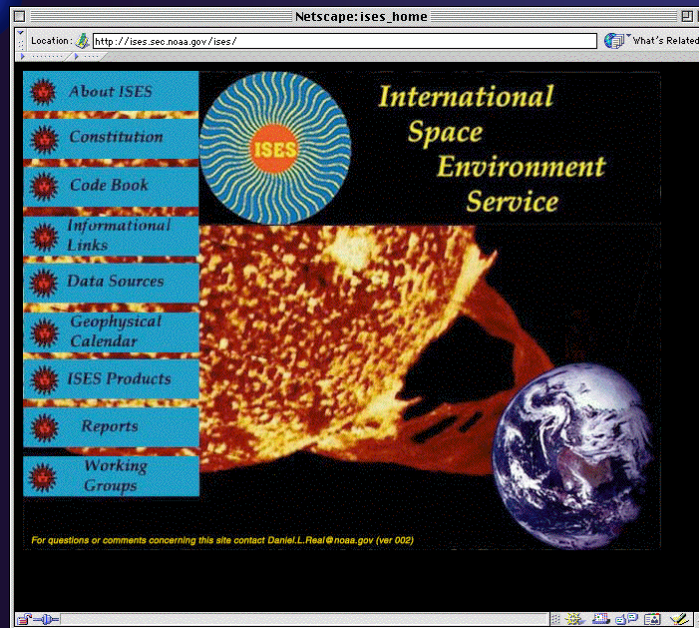 Netscape: ises_home
Location: http://ises.sec.noaa.gov/ises/ What's Related
About ISES
Constitution
Code Book
Informational
Links
Data Sources
Geophysical
Calendar
ISES Products
Reports
Working
Groups
ISES
International
Space
Environment
Service
For questions or comments concerning this site contact Daniel.L.Real@noaa.gov (ver 002)